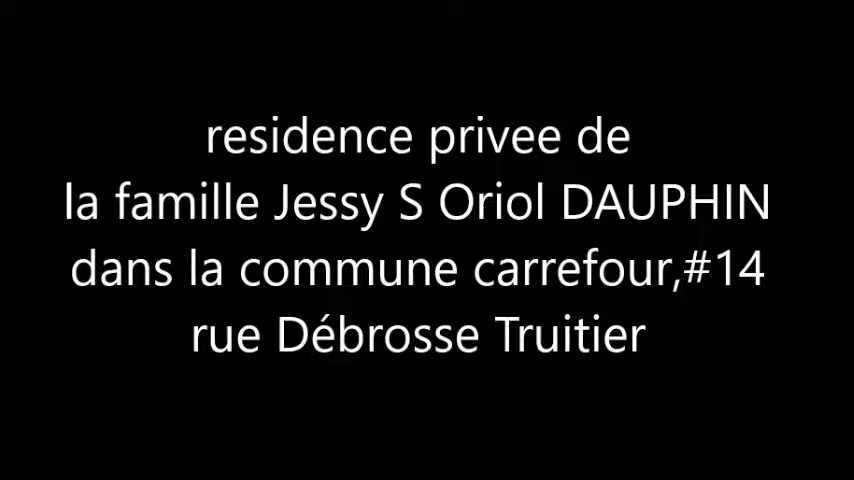 residence privee de
la famille Jessy S Oriol DAUPHIN
dans la commune carrefour,#14
rue Débrosse Truitier